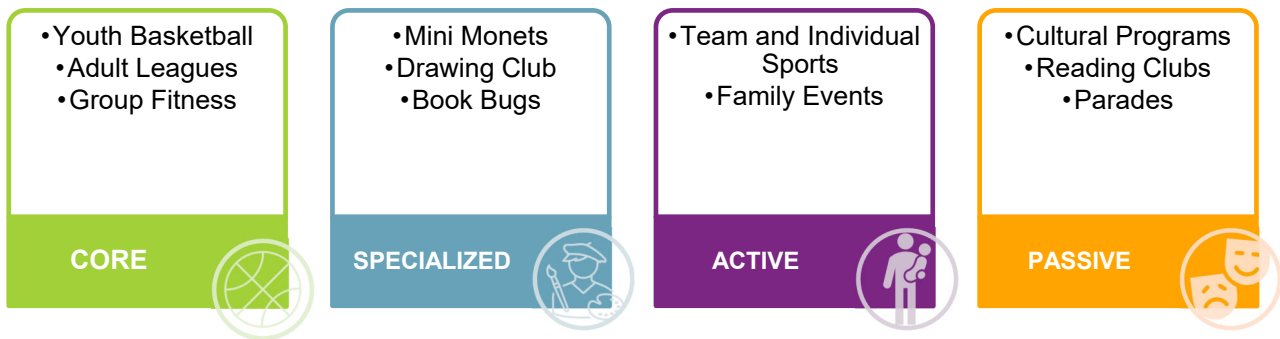 •Youth Basketball
•Adult Leagues
•Group Fitness
CORE
•Mini Monets
•Drawing Club
•Book Bugs
SPECIALIZED
•Team and Individual
Sports
•Family Events
ACTIVE
•Cultural Programs
•Reading Clubs
•Parades
PASSIVE